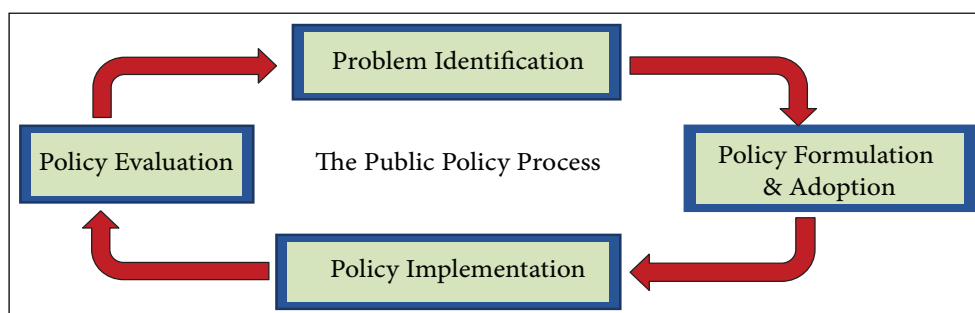 Problem Identification
Policy Evaluation
The Public Policy Process
Policy Formulation
& Adoption
Policy Implementation